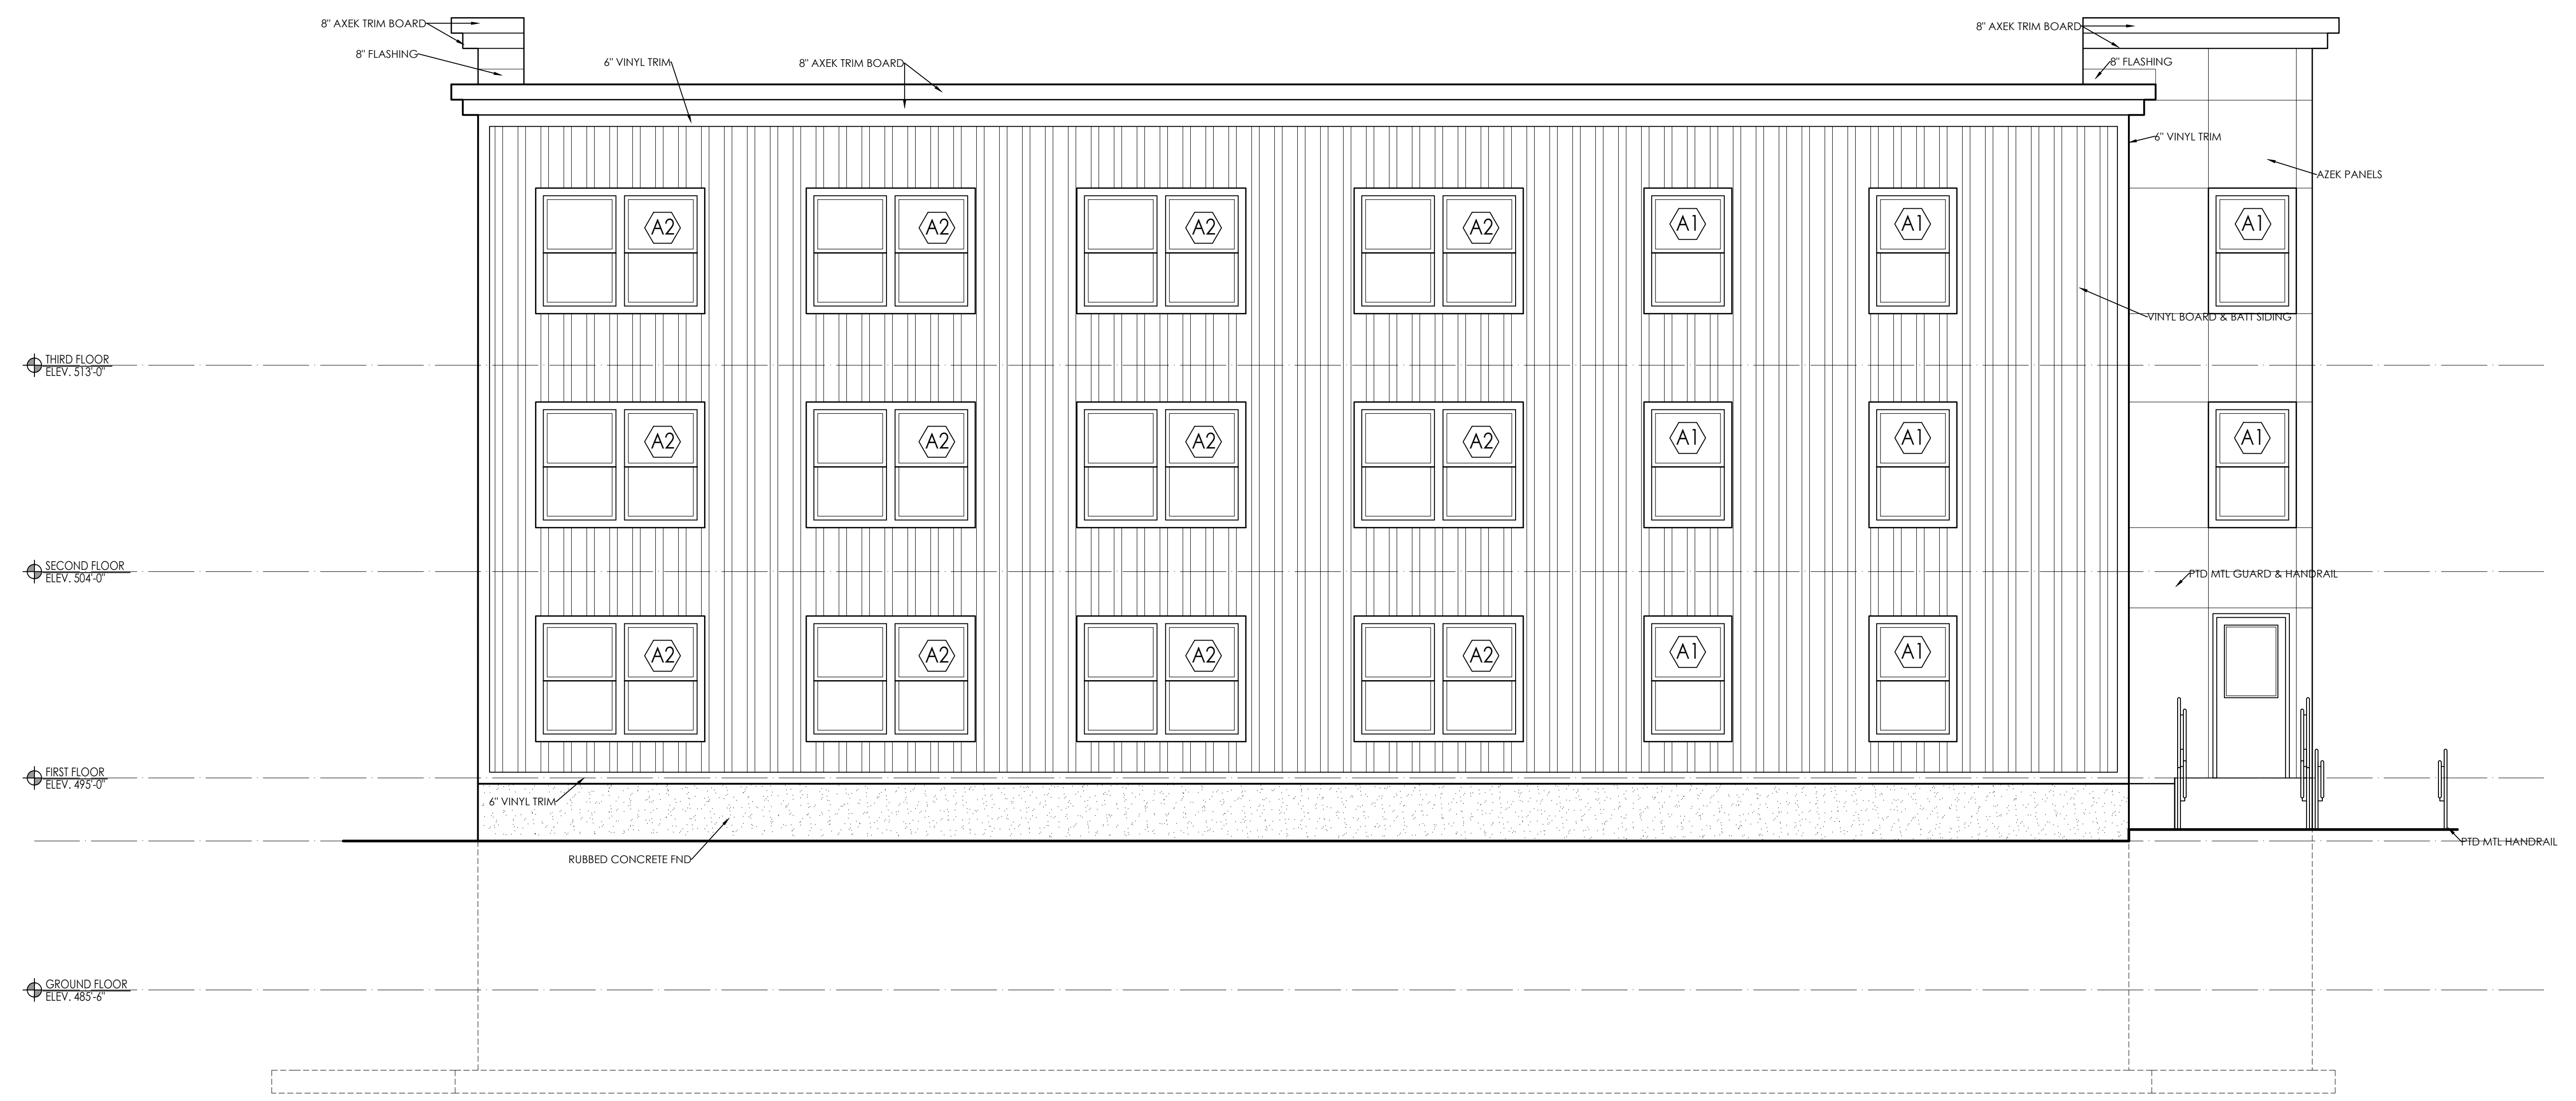 8" AXEK TRIM BOARD
8" AXEK TRIM BOARD
8" FLASHING
6" VINYL TRIM
8" AXEK TRIM BOARD
8" FLASHING
6" VINYL TRIM
AZEK PANELS
A2
A2
A2
A2
A1
A1
A1
VINYL BOARD & BATT SIDING
THIRD FLOOR
ELEV. 513'-0"
A2
A2
A2
A2
A1
A1
A1
SECOND FLOOR
ELEV. 504'-0"
PTD MTL GUARD & HANDRAIL
A2
A2
A2
A2
A1
A1
FIRST FLOOR
ELEV. 495'-0"
6" VINYL TRIM
RUBBED CONCRETE FND
PTD MTL HANDRAIL
GROUND FLOOR
ELEV. 485'-6"